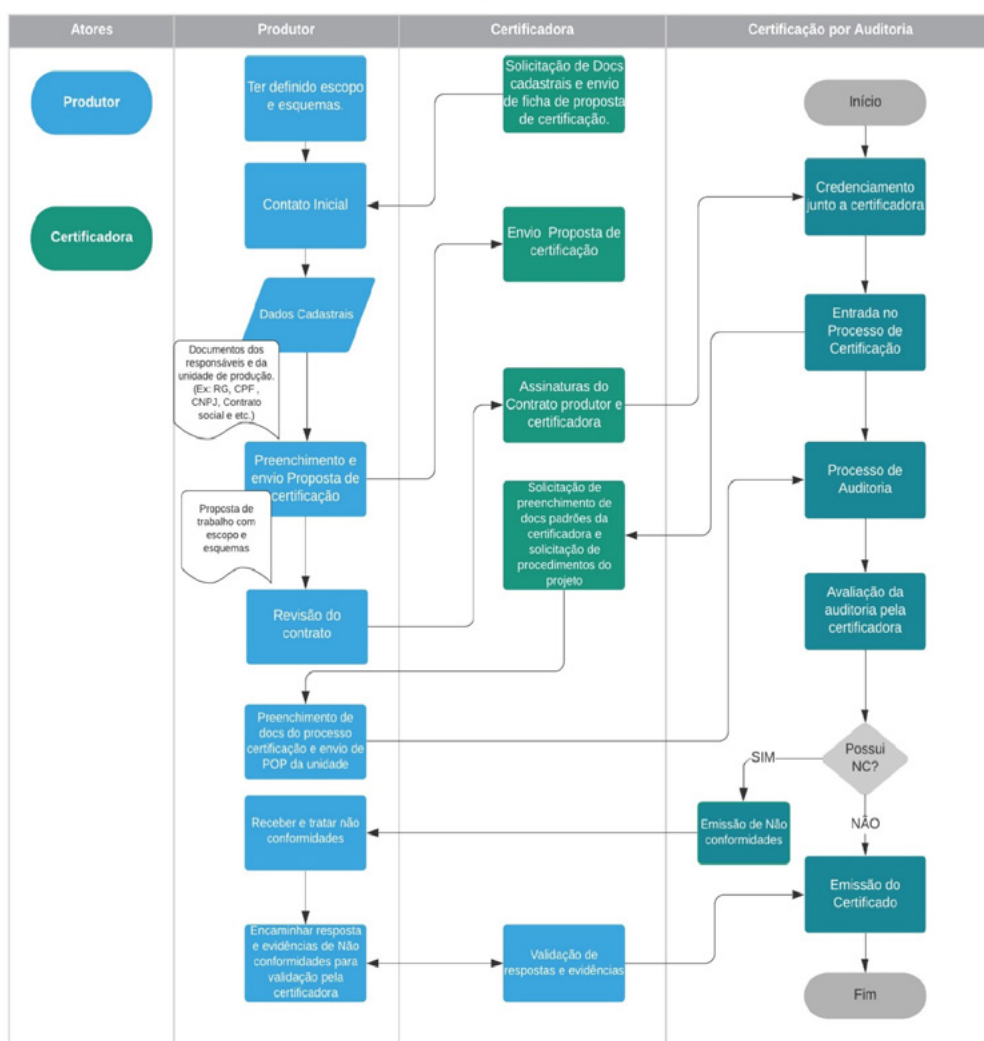 Atores
Produtor
Certificadora
Certificação por Auditoria
Produtor
Certificadora
Ter definido escopo
e esquemas.
Contato Inicial
Dados Cadastrais
Documentos dos
responsáveis e da
unidade de produção.
(Ex: RG, CPF ,
CNPJ, Contrato
social e etc.)
Preenchimento e
envio Proposta de
certificação
Proposta de
trabalho com
escopo e
esquemas
Revisão do
contrato
Preenchimento de
docs do processo
certificação e envio de
POP da unidade
Receber e tratar não
conformidades
Encaminhar resposta
e evidências de Não
conformidades para
validação pela
certificadora
Solicitação de Docs
cadastrais e envio
de ficha de proposta
de certificação.
Envio Proposta de
certificação
Assinaturas do
Contrato produtor e
certificadora
Solicitação de
preenchimento de
docs padrões da
certificadora e
solicitação de
procedimentos do
projeto
Validação de
respostas e evidências
Início
Credenciamento
junto a certificadora
Entrada no
Processo de
Certificação
Processo de
Auditoria
Avaliação da
auditoria pela
certificadora
Possui
NC?
SIM
NÃO
Emissão de Não
conformidades
Emissão do
Certificado
Fim